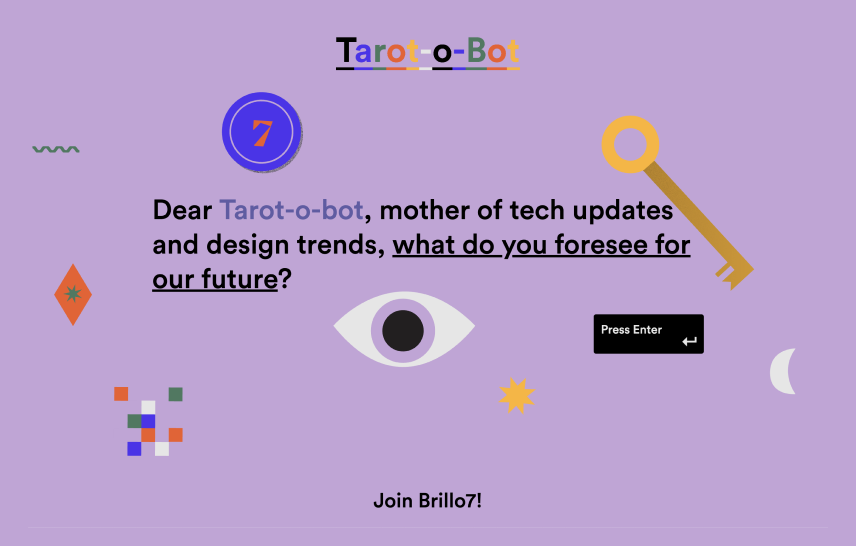 Tarot-o-Bot
7
Dear Tarot-o-bot, mother of tech updates
and design trends, what do you foresee for
our future?
Press Enter
Join Brillo7!